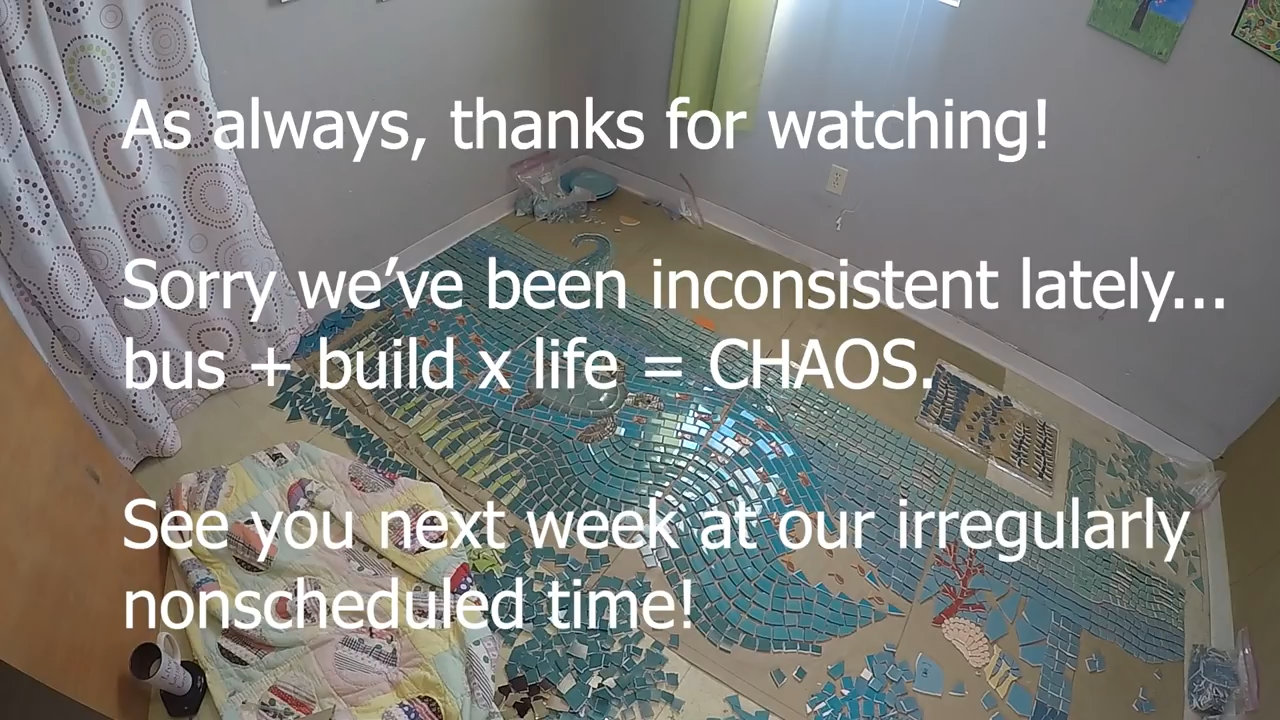 As always, thanks for watching!
Sorry we’ve been inconsistent lately...
bus + build x life = CHAOS.
See you next week at our irregularly
nonscheduled time!